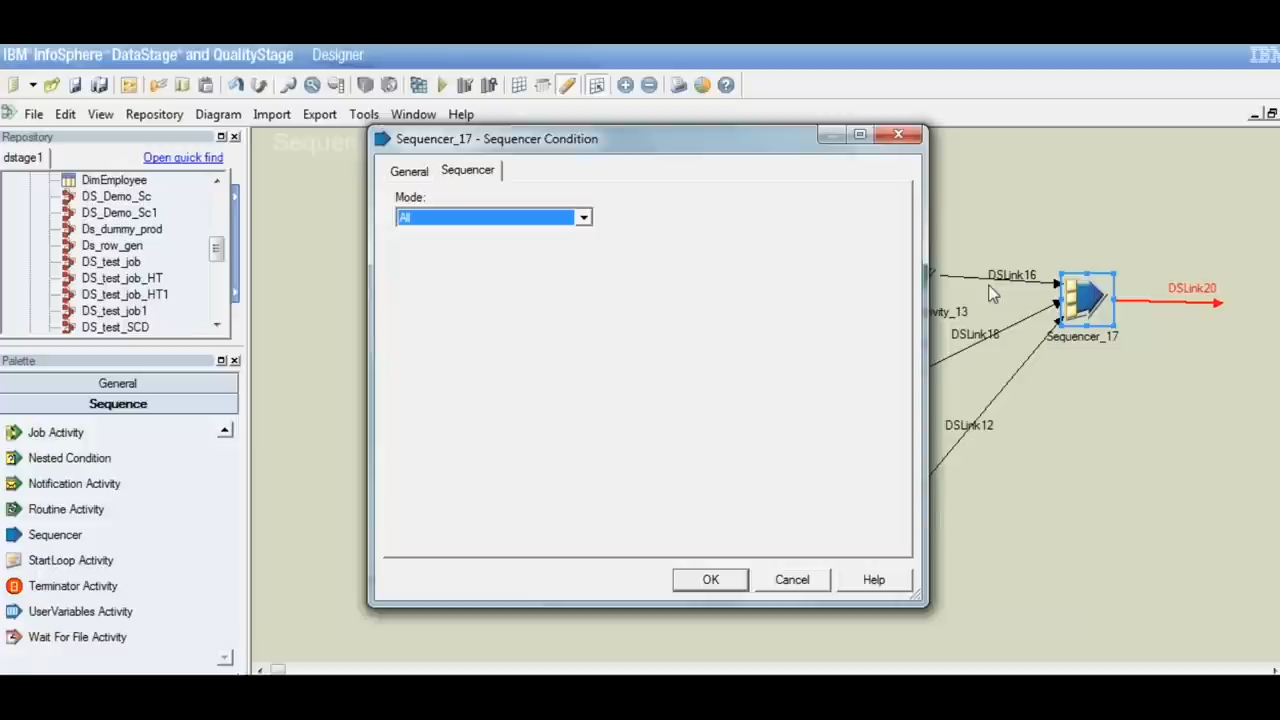 IBM InfoSphere DataStage and QualityStage Designer
IBM
File Edit View Repository Diagram Import Export Tools Window Help
Repository
dstage1 Open quick find
DimEmployee
DS_Demo_Sc
DS_Demo_Sc1
Ds_dummy_prod
Ds_row_gen
DS_test_job
DS_test_job_HT
DS_test_job_HT1
DS_test_job1
DS_test_SCD
Palette
General
Sequence
Job Activity
Nested Condition
Notification Activity
Routine Activity
Sequencer
StartLoop Activity
Terminator Activity
UserVariables Activity
Wait For File Activity
Sequen
Sequencer_17 - Sequencer Condition
General Sequencer
Mode:
All
OK Cancel Help
DSLink16
DSLink20
vity_13
DSLink18
Sequencer_17
DSLink12